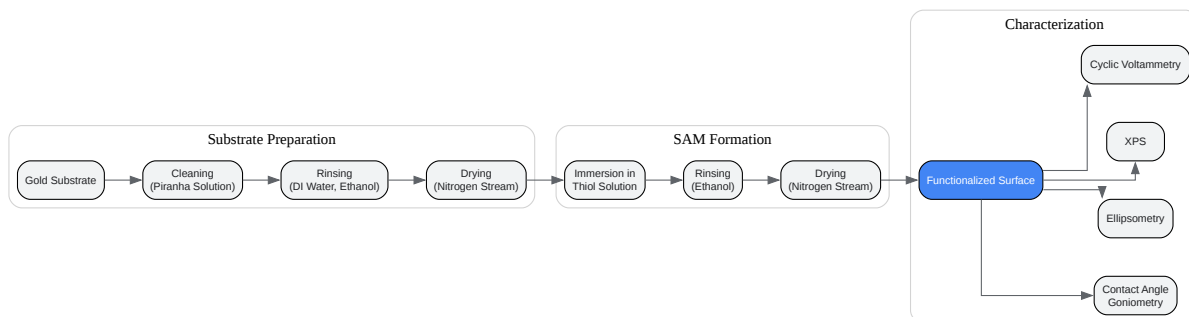 Characterization
Cyclic Voltammetry
XPS
Substrate Preparation
Gold Substrate
Cleaning
(Piranha Solution)
Rinsing
(DI Water, Ethanol)
Drying
(Nitrogen Stream)
SAM Formation
Immersion in
Thiol Solution
Rinsing
(Ethanol)
Drying
(Nitrogen Stream)
Functionalized Surface
Ellipsometry
Contact Angle
Goniometry